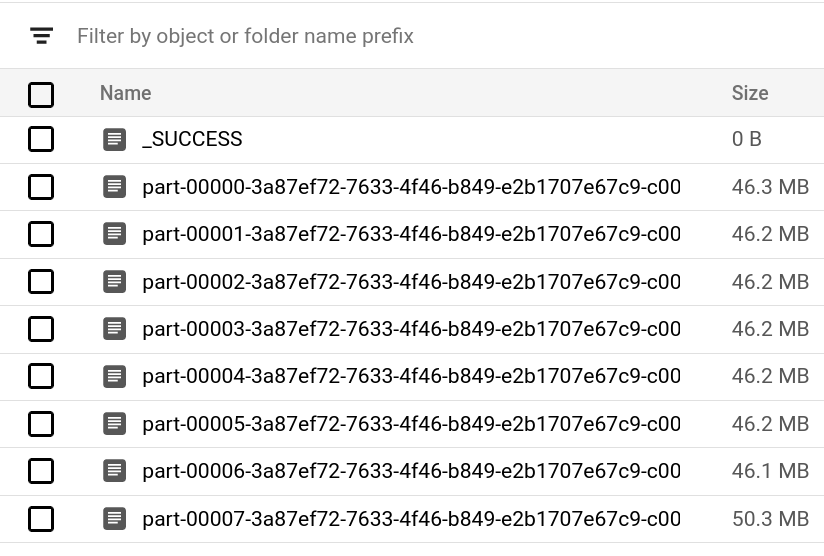 Filter by object or folder name prefix
Name Size
_SUCCESS 0 B
part-00000-3a87ef72-7633-4f46-b849-e2b1707e67c9-c00 46.3 MB
part-00001-3a87ef72-7633-4f46-b849-e2b1707e67c9-c00 46.2 MB
part-00002-3a87ef72-7633-4f46-b849-e2b1707e67c9-c00 46.2 MB
part-00003-3a87ef72-7633-4f46-b849-e2b1707e67c9-c00 46.2 MB
part-00004-3a87ef72-7633-4f46-b849-e2b1707e67c9-c00 46.2 MB
part-00005-3a87ef72-7633-4f46-b849-e2b1707e67c9-c00 46.2 MB
part-00006-3a87ef72-7633-4f46-b849-e2b1707e67c9-c00 46.1 MB
part-00007-3a87ef72-7633-4f46-b849-e2b1707e67c9-c00 50.3 MB